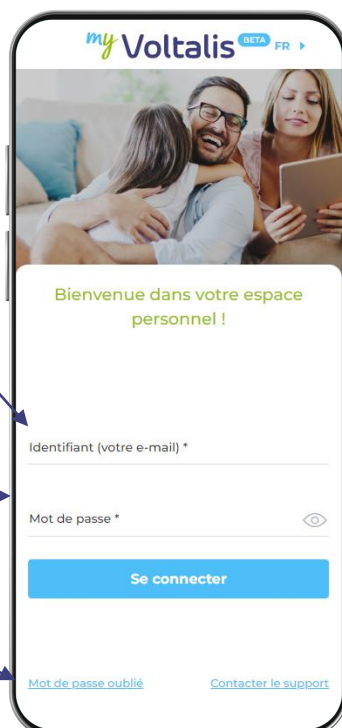 my Voltalis BETA FR
Bienvenue dans votre espace
personnel !
Identifiant (votre e-mail) *
Mot de passe *
Se connecter
Mot de passe oublié Contacter le support